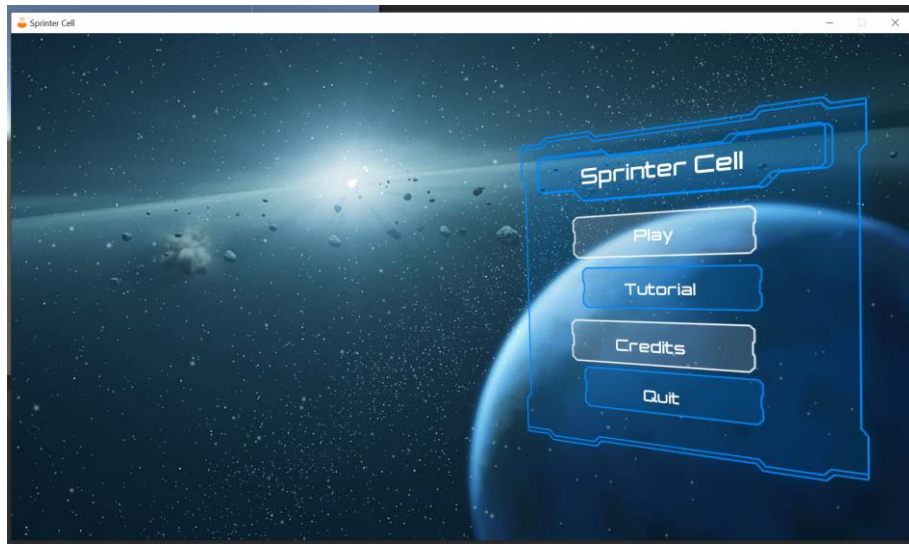 Sprinter Cell
Sprinter Cell
Play
Tutorial
Credits
Quit